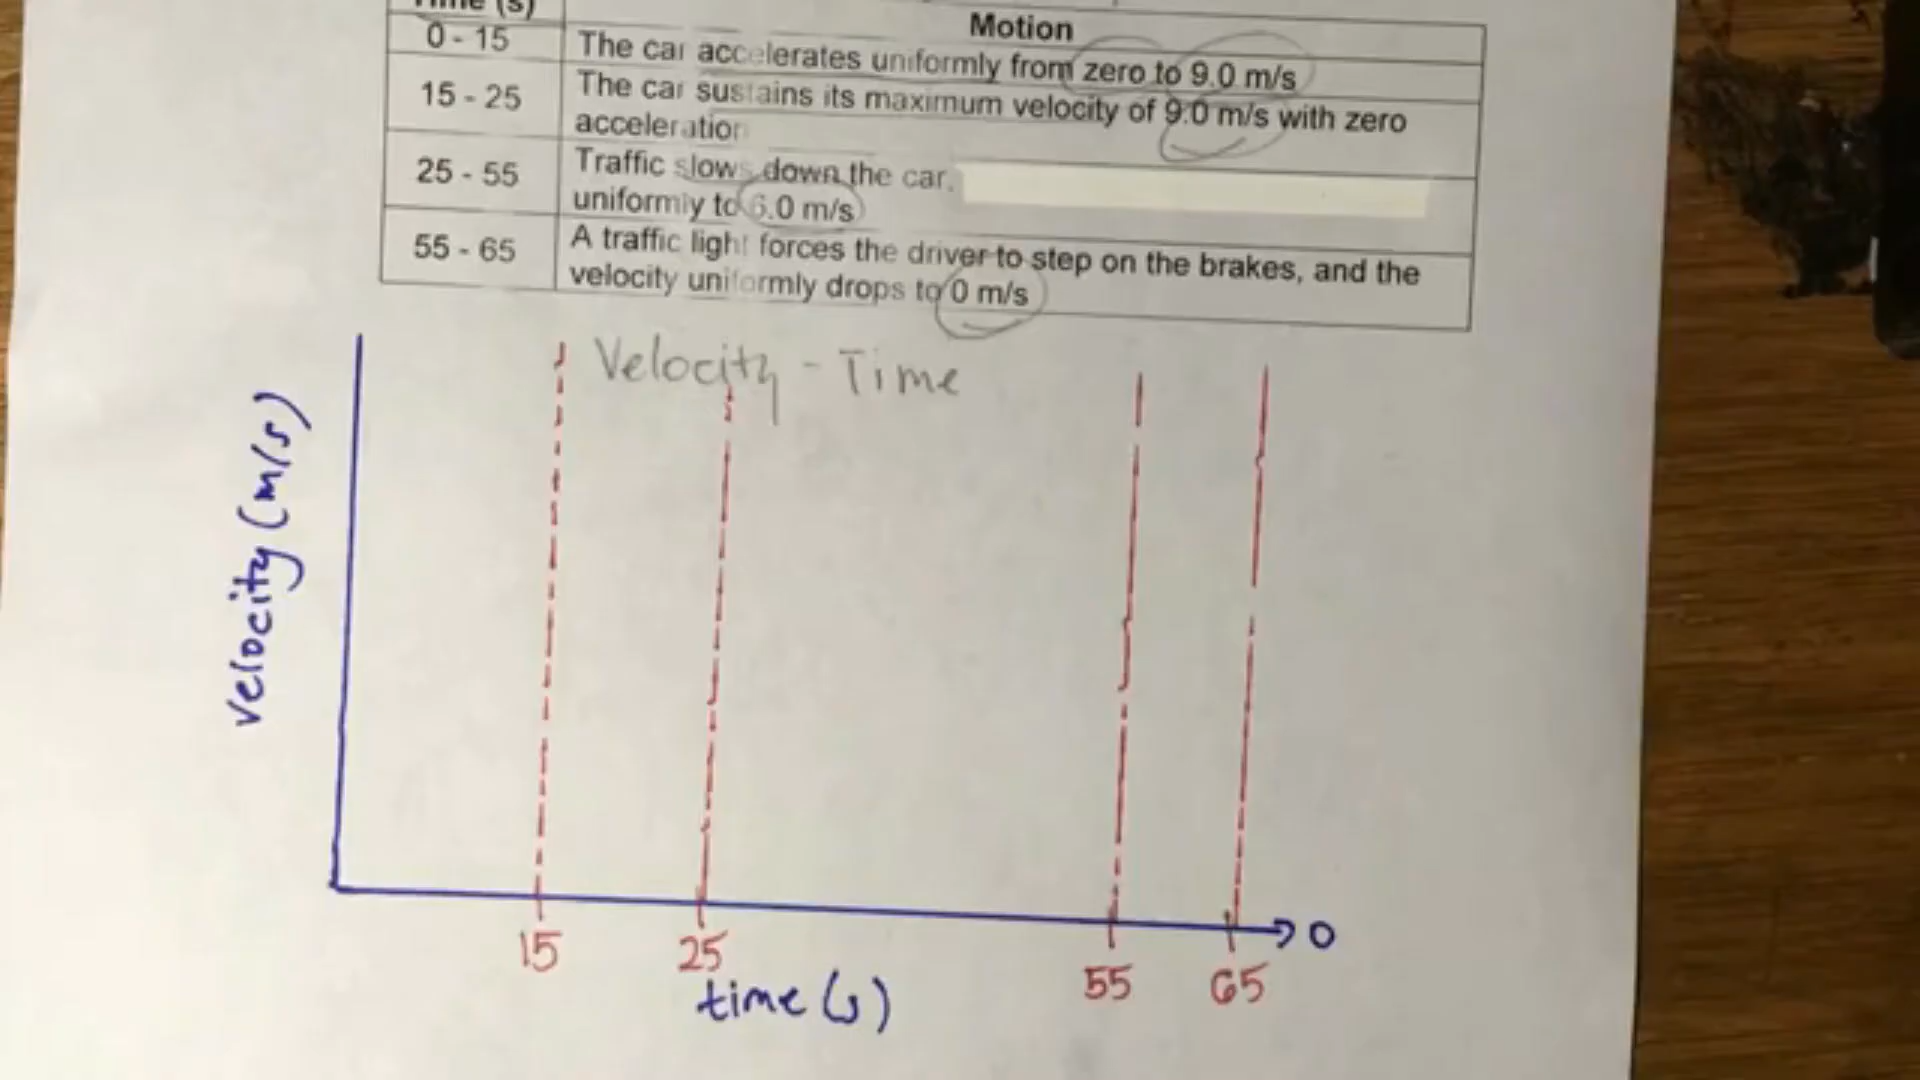 Time (s)
Motion
0 - 15
The car accelerates uniformly from zero to 9.0 m/s
15 - 25
The car sustains its maximum velocity of 9.0 m/s with zero
acceleration
25 - 55
Traffic slows down the car,
uniformly to 6.0 m/s
55 - 65
A traffic light forces the driver to step on the brakes, and the
velocity uniformly drops to 0 m/s
Velocity - Time
Velocity (m/s)
0
15
25
55
65
time (s)